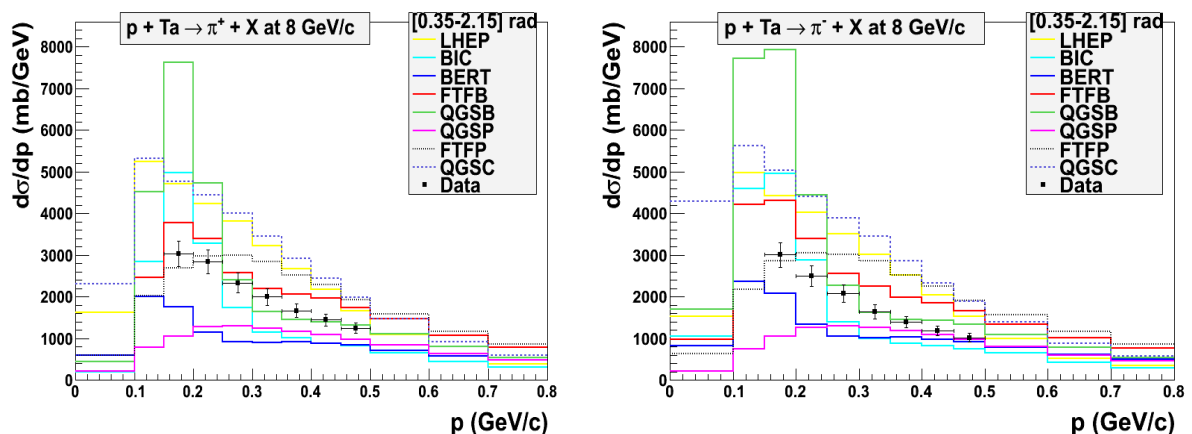 p + Ta → π⁺ + X at 8 GeV/c
[0.35-2.15] rad
LHEP
BIC
BERT
FTFB
QGSB
QGSP
FTFP
QGSC
Data
dσ/dp (mb/GeV)
8000
7000
6000
5000
4000
3000
2000
1000
0
0 0.1 0.2 0.3 0.4 0.5 0.6 0.7 0.8
p (GeV/c)
p + Ta → π⁻ + X at 8 GeV/c
[0.35-2.15] rad
LHEP
BIC
BERT
FTFB
QGSB
QGSP
FTFP
QGSC
Data
dσ/dp (mb/GeV)
8000
7000
6000
5000
4000
3000
2000
1000
0
0 0.1 0.2 0.3 0.4 0.5 0.6 0.7 0.8
p (GeV/c)